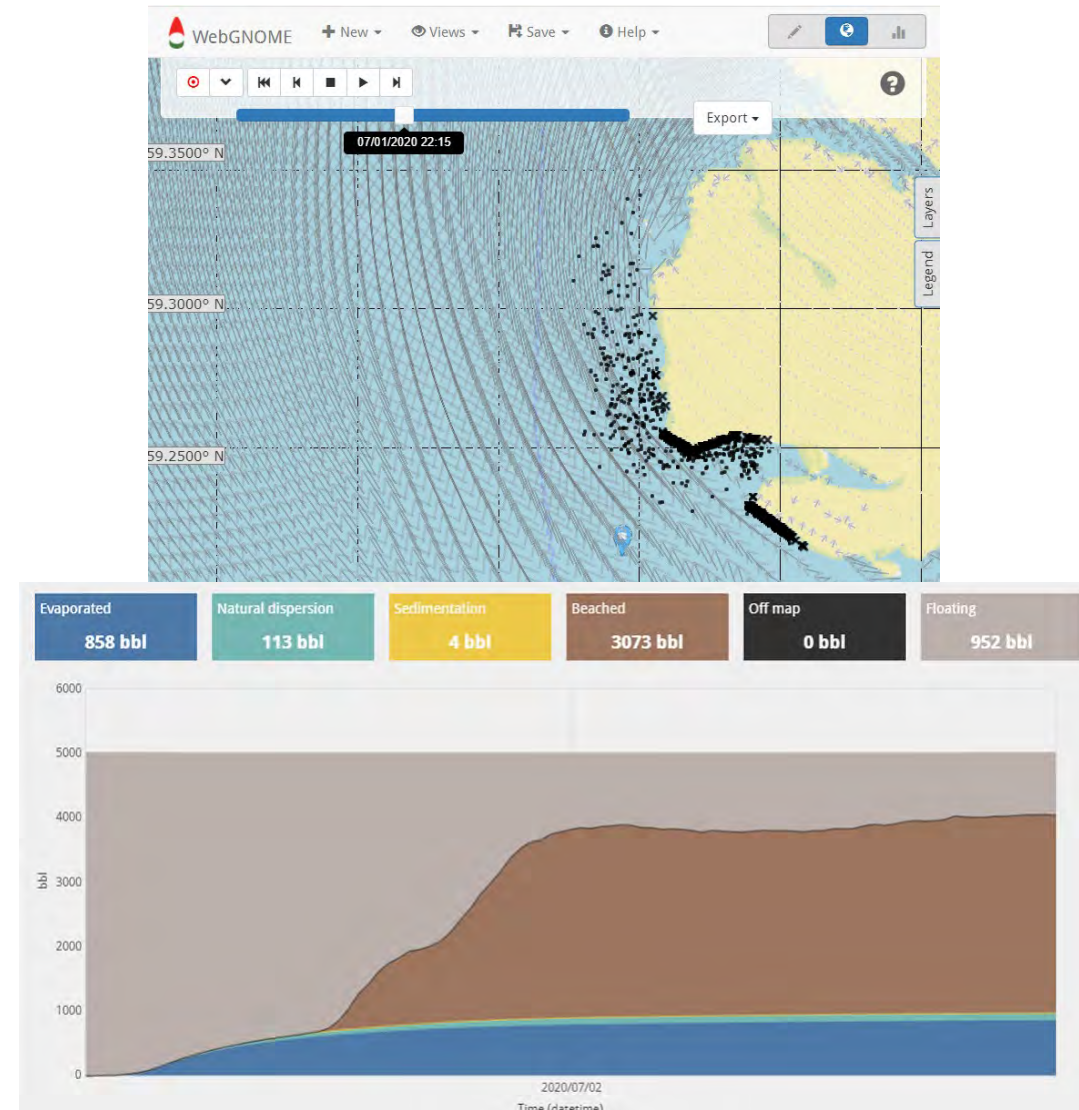 WebGNOME New Views Save Help
07/01/2020 22:15
Export
59.3500° N
Layers
Legend
59.3000° N
59.2500° N
Evaporated
858 bbl
Natural dispersion
113 bbl
Sedimentation
4 bbl
Beached
3073 bbl
Off map
0 bbl
Floating
952 bbl
6000
5000
4000
3000
2000
1000
0
bbl
2020/07/02
Time (datetime)